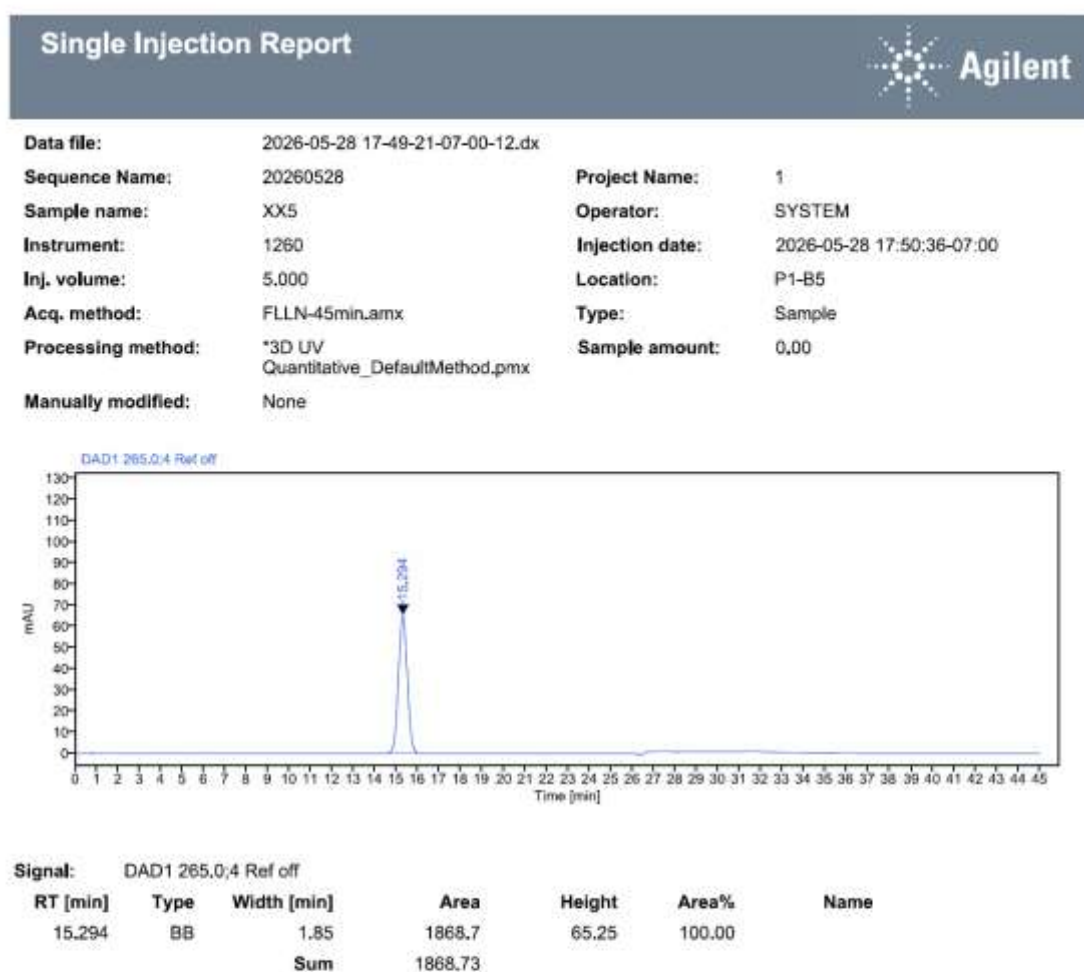 Single Injection Report
Agilent
Data file: 2026-05-28 17-49-21-07-00-12.dx
Sequence Name: 20260528 Project Name: 1
Sample name: XX5 Operator: SYSTEM
Instrument: 1260 Injection date: 2026-05-28 17:50:36-07:00
Inj. volume: 5.000 Location: P1-B5
Acq. method: FLLN-45min.amx Type: Sample
Processing method: *3D UV Quantitative_DefaultMethod.pmx Sample amount: 0.00
Manually modified: None
DAD1 265.0;4 Ref off
130
120
110
100
90
80
70
60
50
40
30
20
10
0
mAU
15.294
0 1 2 3 4 5 6 7 8 9 10 11 12 13 14 15 16 17 18 19 20 21 22 23 24 25 26 27 28 29 30 31 32 33 34 35 36 37 38 39 40 41 42 43 44 45
Time [min]
Signal: DAD1 265.0;4 Ref off
RT [min] Type Width [min] Area Height Area% Name
15.294 BB 1.85 1868.7 65.25 100.00
Sum 1868.73